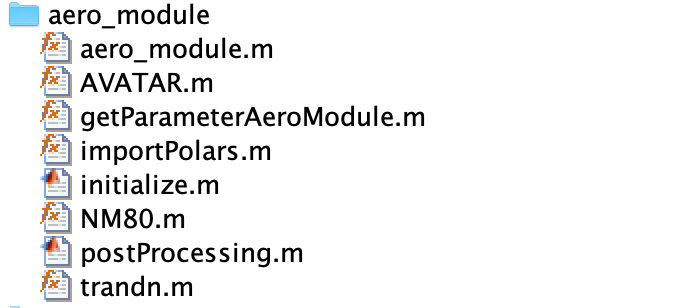 aero_module
aero_module.m
AVATAR.m
getParameterAeroModule.m
importPolars.m
initialize.m
NM80.m
postProcessing.m
trandn.m